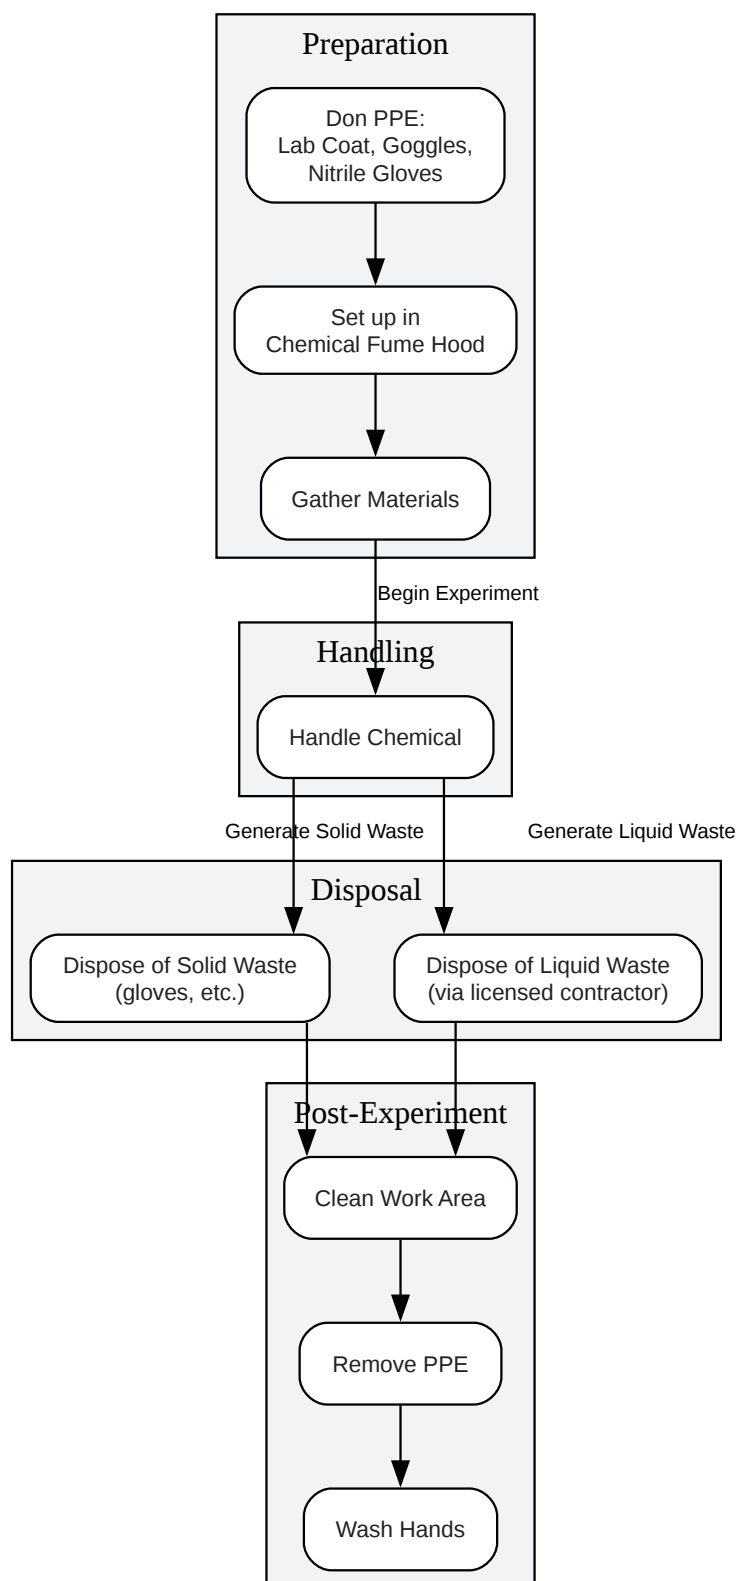 Preparation
Don PPE:
Lab Coat, Goggles,
Nitrile Gloves
Set up in
Chemical Fume Hood
Gather Materials
Begin Experiment
Handling
Handle Chemical
Generate Solid Waste
Generate Liquid Waste
Disposal
Dispose of Solid Waste
(gloves, etc.)
Dispose of Liquid Waste
(via licensed contractor)
Post-Experiment
Clean Work Area
Remove PPE
Wash Hands